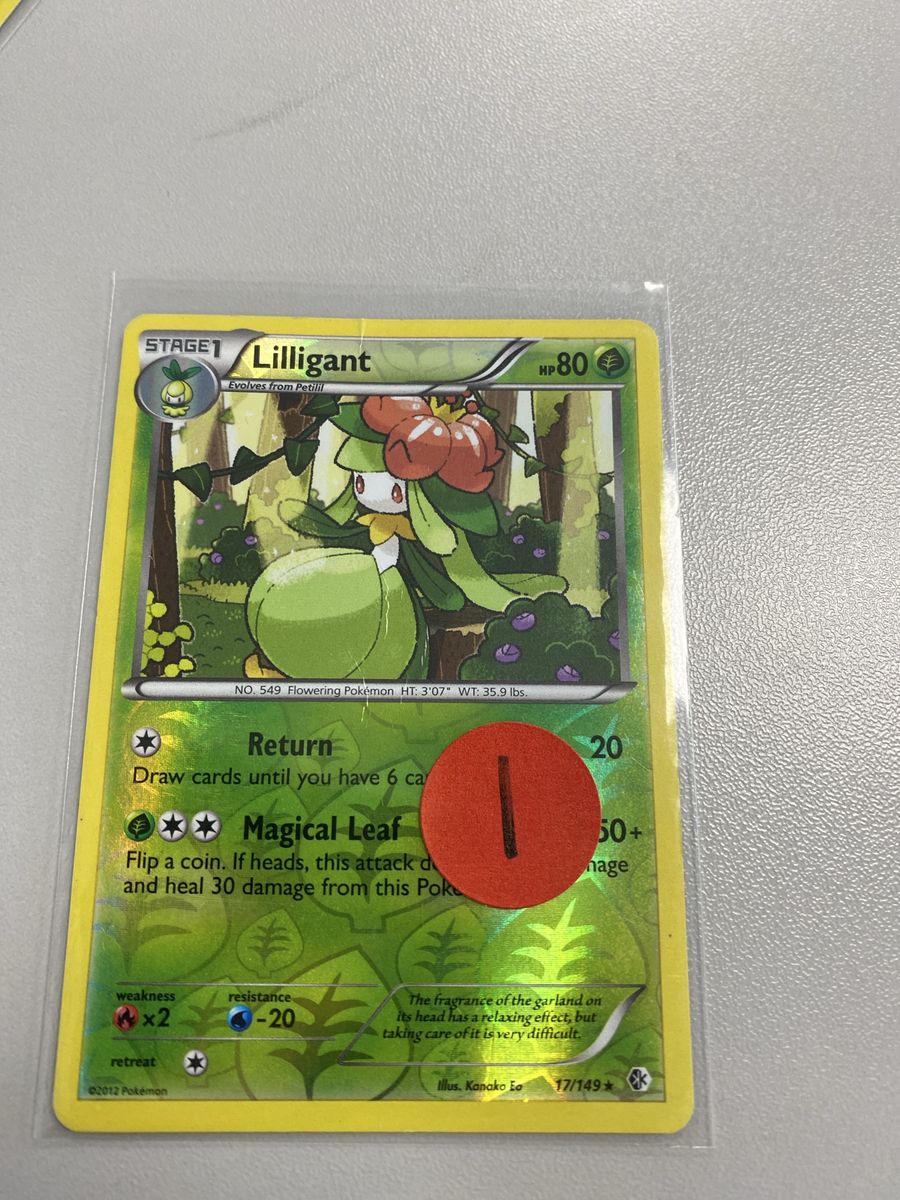 STAGE1 Lilligant HP80
Evolves from Petilil
NO. 549 Flowering Pokémon HT: 3'07" WT: 35.9 lbs.
Return 20
Draw cards until you have 6
Magical Leaf 50+
Flip a coin. If heads, this attack
and heal 30 damage from this
1
weakness resistance
×2 -20
retreat
The fragrance of the garland on
its head has a relaxing effect, but
taking care of it is very difficult.
©2012 Pokémon Illus. Kanako Eo 17/149